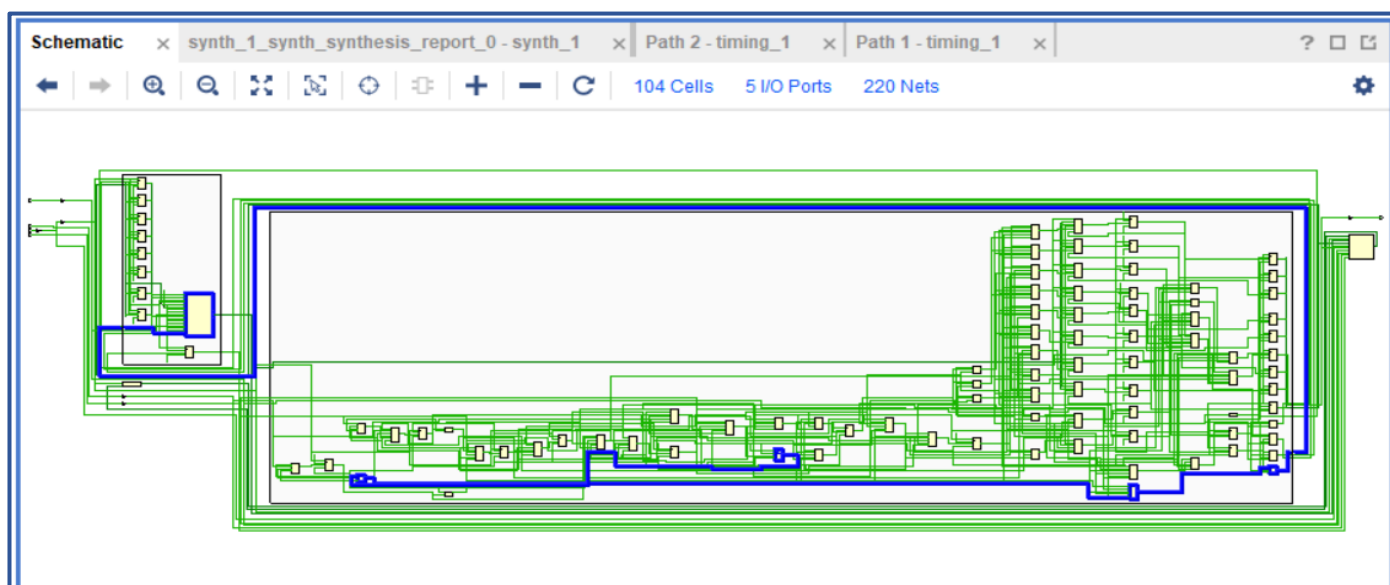 Schematic × synth_1_synth_synthesis_report_0 - synth_1 × Path 2 - timing_1 × Path 1 - timing_1 × ?
104 Cells 5 I/O Ports 220 Nets